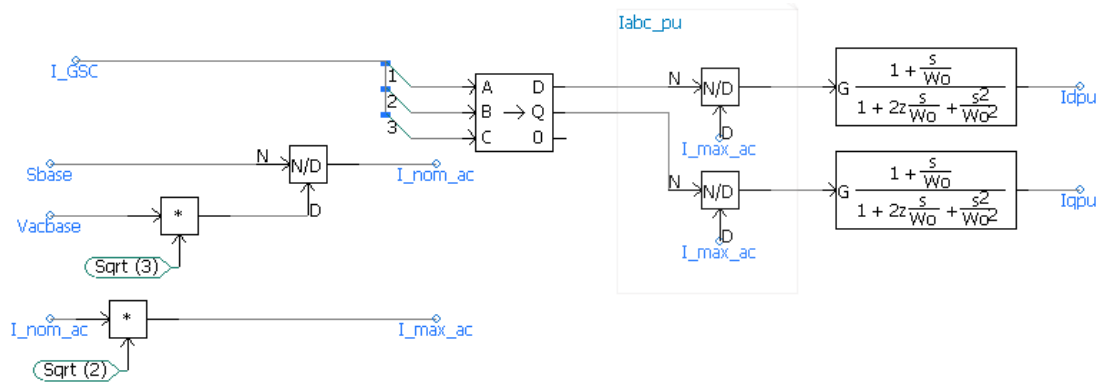 Iabc_pu
I_GSC
1
2
3
A
B
C
D
Q
0
N
N/D
D
I_max_ac
G
1 + s/Wo
1 + 2z s/Wo + s²/Wo²
Idpu
Sbase
N
N/D
D
I_nom_ac
Vacbase
*
Sqrt (3)
N
N/D
D
I_max_ac
G
1 + s/Wo
1 + 2z s/Wo + s²/Wo²
Iqpu
I_nom_ac
*
I_max_ac
Sqrt (2)